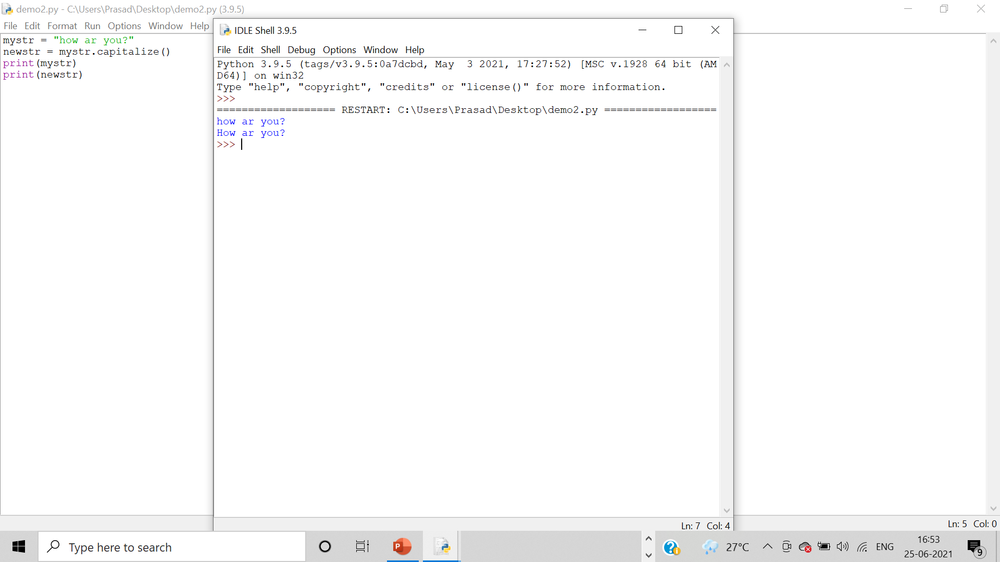 demo2.py - C:\Users\Prasad\Desktop\demo2.py (3.9.5)
File Edit Format Run Options Window Help
mystr = "how ar you?"
newstr = mystr.capitalize()
print(mystr)
print(newstr)
IDLE Shell 3.9.5
File Edit Shell Debug Options Window Help
Python 3.9.5 (tags/v3.9.5:0a7dcbd, May  3 2021, 17:27:52) [MSC v.1928 64 bit (AM
D64)] on win32
Type "help", "copyright", "credits" or "license()" for more information.
>>>
=================== RESTART: C:\Users\Prasad\Desktop\demo2.py ==================
how ar you?
How ar you?
>>>
Ln: 7 Col: 4
Ln: 5 Col: 0
Type here to search
P
27°C
ENG
16:53
25-06-2021
9